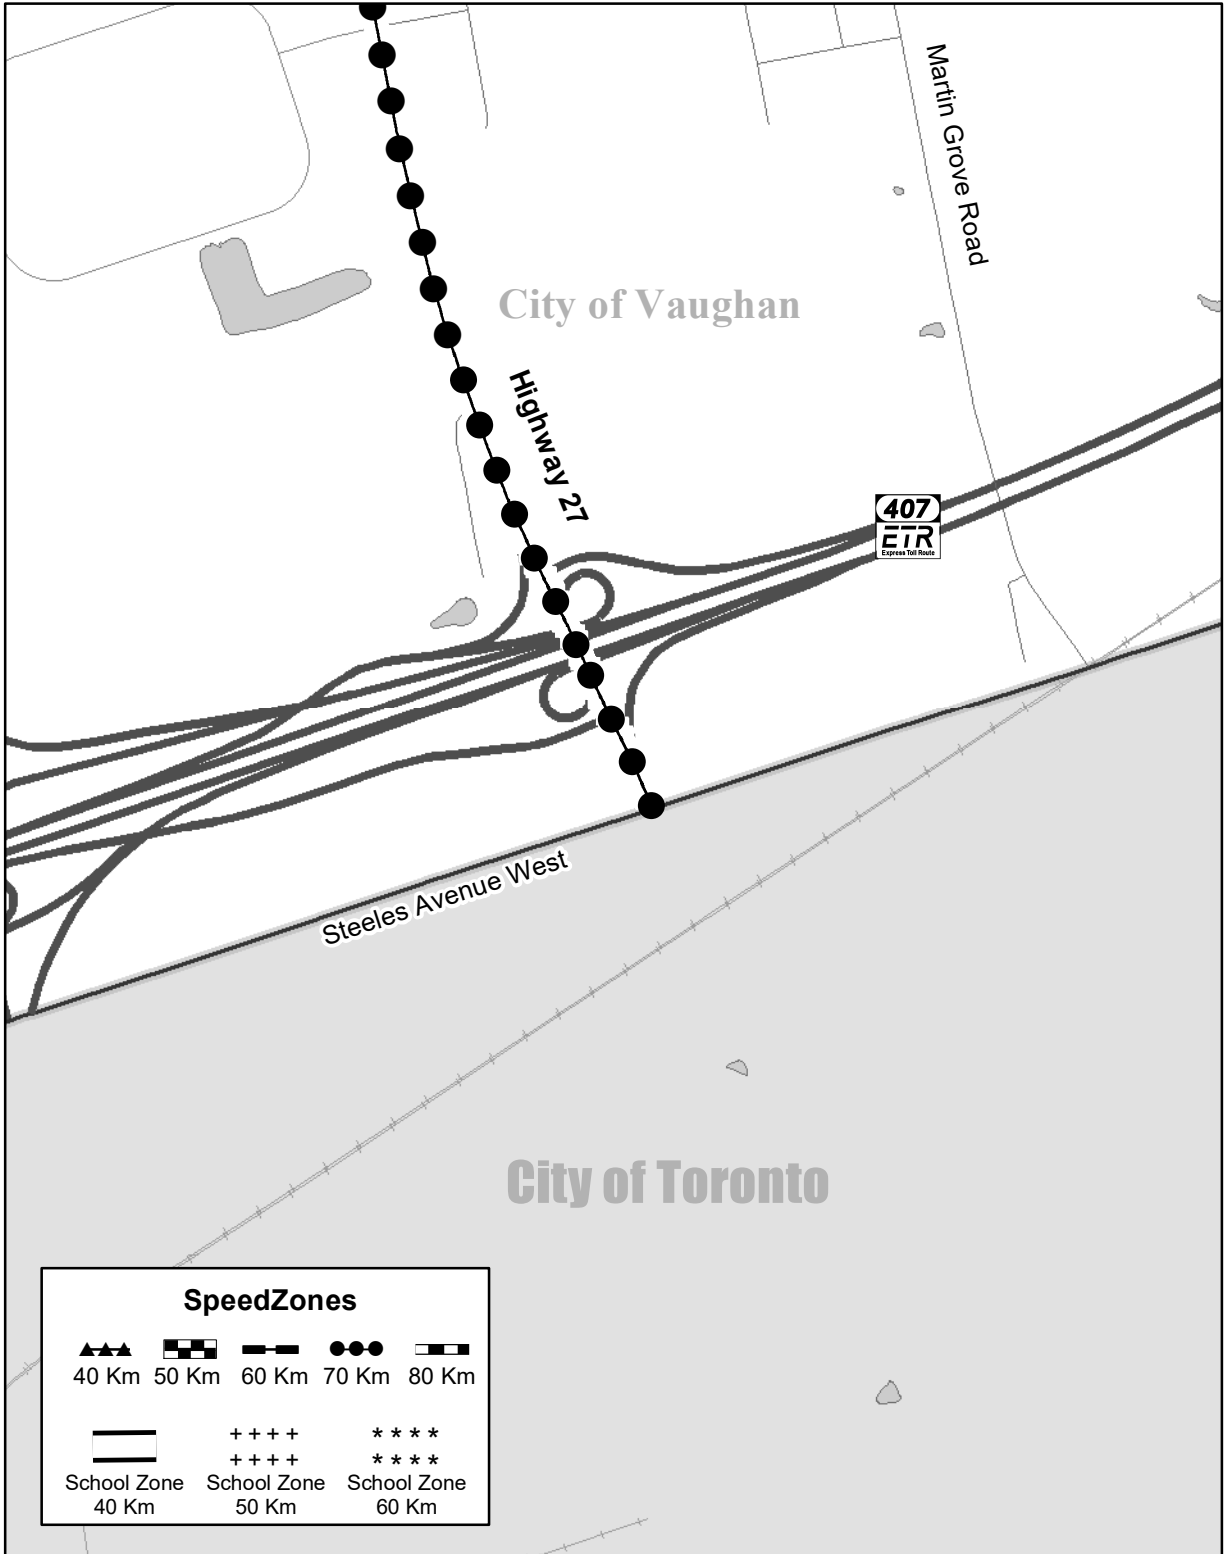 Martin Grove Road
City of Vaughan
Highway 27
407
ETR
Express Toll Route
Steeles Avenue West
City of Toronto
SpeedZones
40 Km 50 Km 60 Km 70 Km 80 Km
School Zone School Zone School Zone
40 Km 50 Km 60 Km